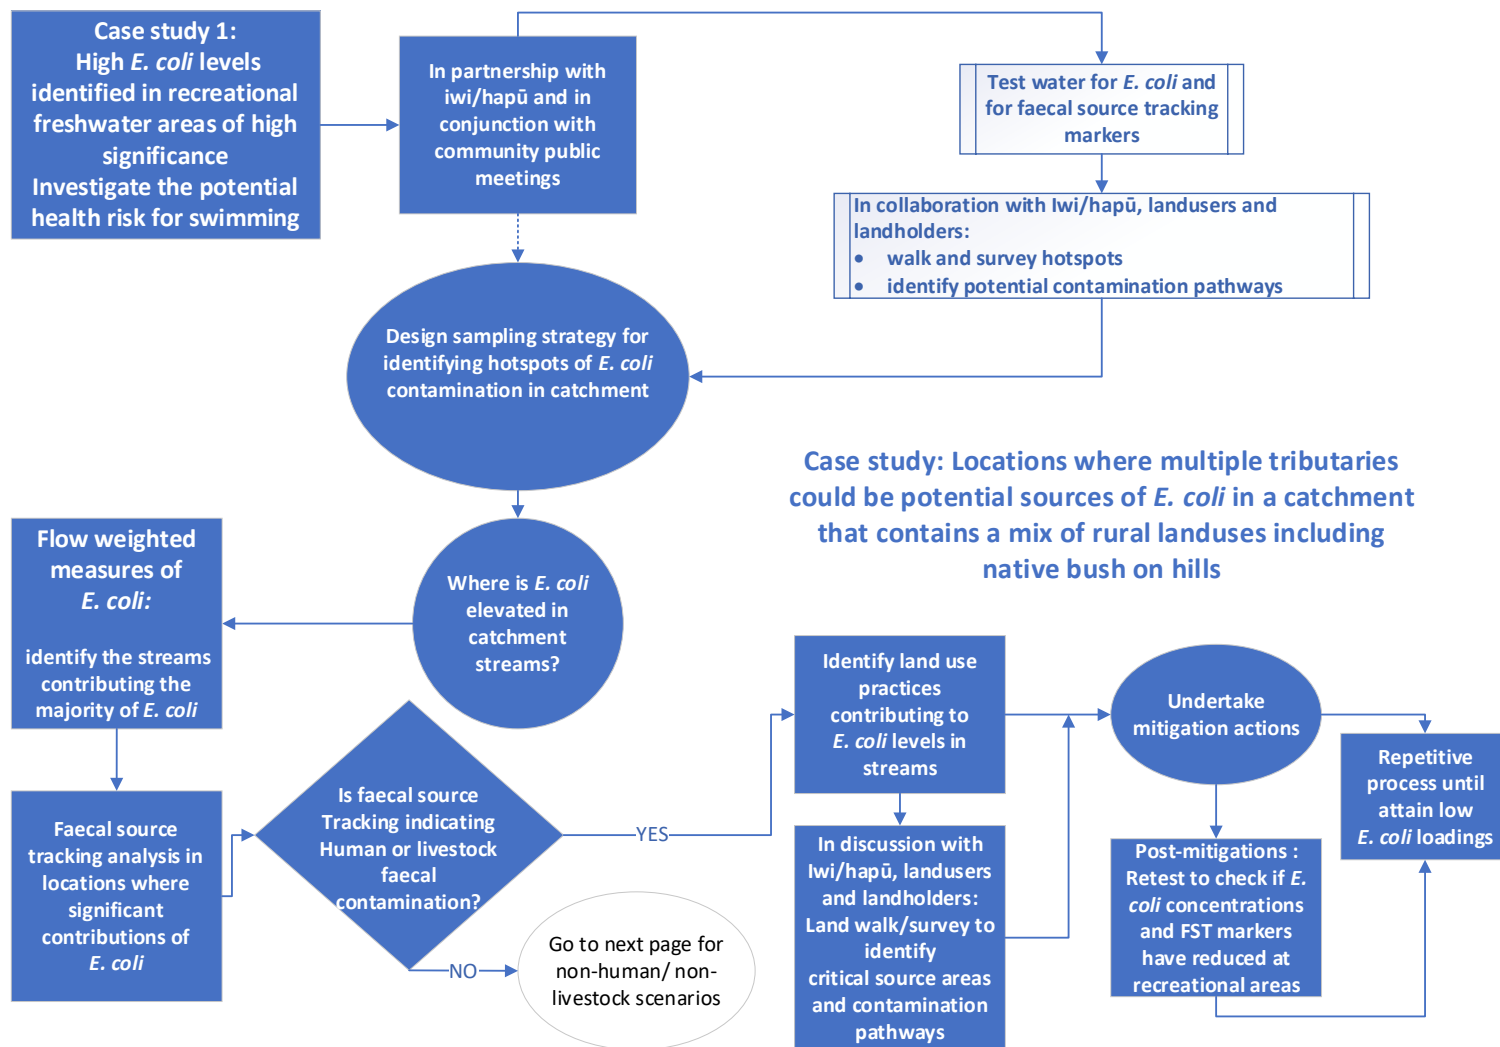 Case study 1:
High E. coli levels
identified in recreational
freshwater areas of high
significance
Investigate the potential
health risk for swimming
In partnership with
iwi/hapū and in
conjunction with
community public
meetings
Test water for E. coli and
for faecal source tracking
markers
In collaboration with Iwi/hapū, landusers and
landholders:
• walk and survey hotspots
• identify potential contamination pathways
Design sampling strategy for
identifying hotspots of E. coli
contamination in catchment
Case study: Locations where multiple tributaries
could be potential sources of E. coli in a catchment
that contains a mix of rural landuses including
native bush on hills
Flow weighted
measures of
E. coli:
identify the streams
contributing the
majority of E. coli
Where is E. coli
elevated in
catchment
streams?
Faecal source
tracking analysis in
locations where
significant
contributions of
E. coli
Is faecal source
Tracking indicating
Human or livestock
faecal
contamination?
YES
NO
Go to next page for
non-human/ non-
livestock scenarios
Identify land use
practices
contributing to
E. coli levels in
streams
In discussion with
Iwi/hapū, landusers
and landholders:
Land walk/survey to
identify
critical source areas
and contamination
pathways
Undertake
mitigation actions
Post-mitigations :
Retest to check if E.
coli concentrations
and FST markers
have reduced at
recreational areas
Repetitive
process until
attain low
E. coli loadings